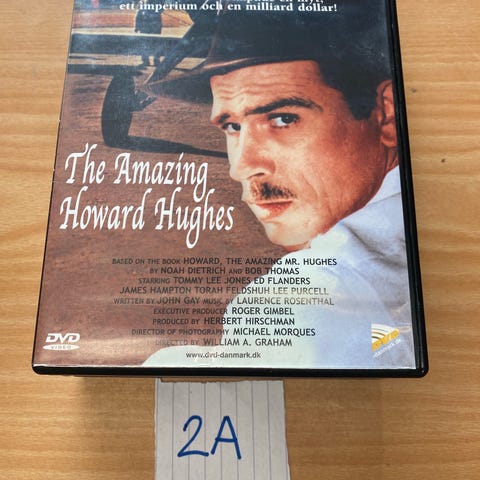 ett imperium och en milliard dollar!
The Amazing
Howard Hughes
BASED ON THE BOOK HOWARD, THE AMAZING MR. HUGHES
BY NOAH DIETRICH AND BOB THOMAS
STARRING TOMMY LEE JONES ED FLANDERS
JAMES HAMPTON TORAH FELDSHUH LEE PURCELL
WRITTEN BY JOHN GAY MUSIC BY LAURENCE ROSENTHAL
EXECUTIVE PRODUCER ROGER GIMBEL
PRODUCED BY HERBERT HIRSCHMAN
DIRECTOR OF PHOTOGRAPHY MICHAEL MORQUES
DIRECTED BY WILLIAM A. GRAHAM
www.dvd-danmark.dk
DVD
VIDEO
DVD
-danmark.dk
2A